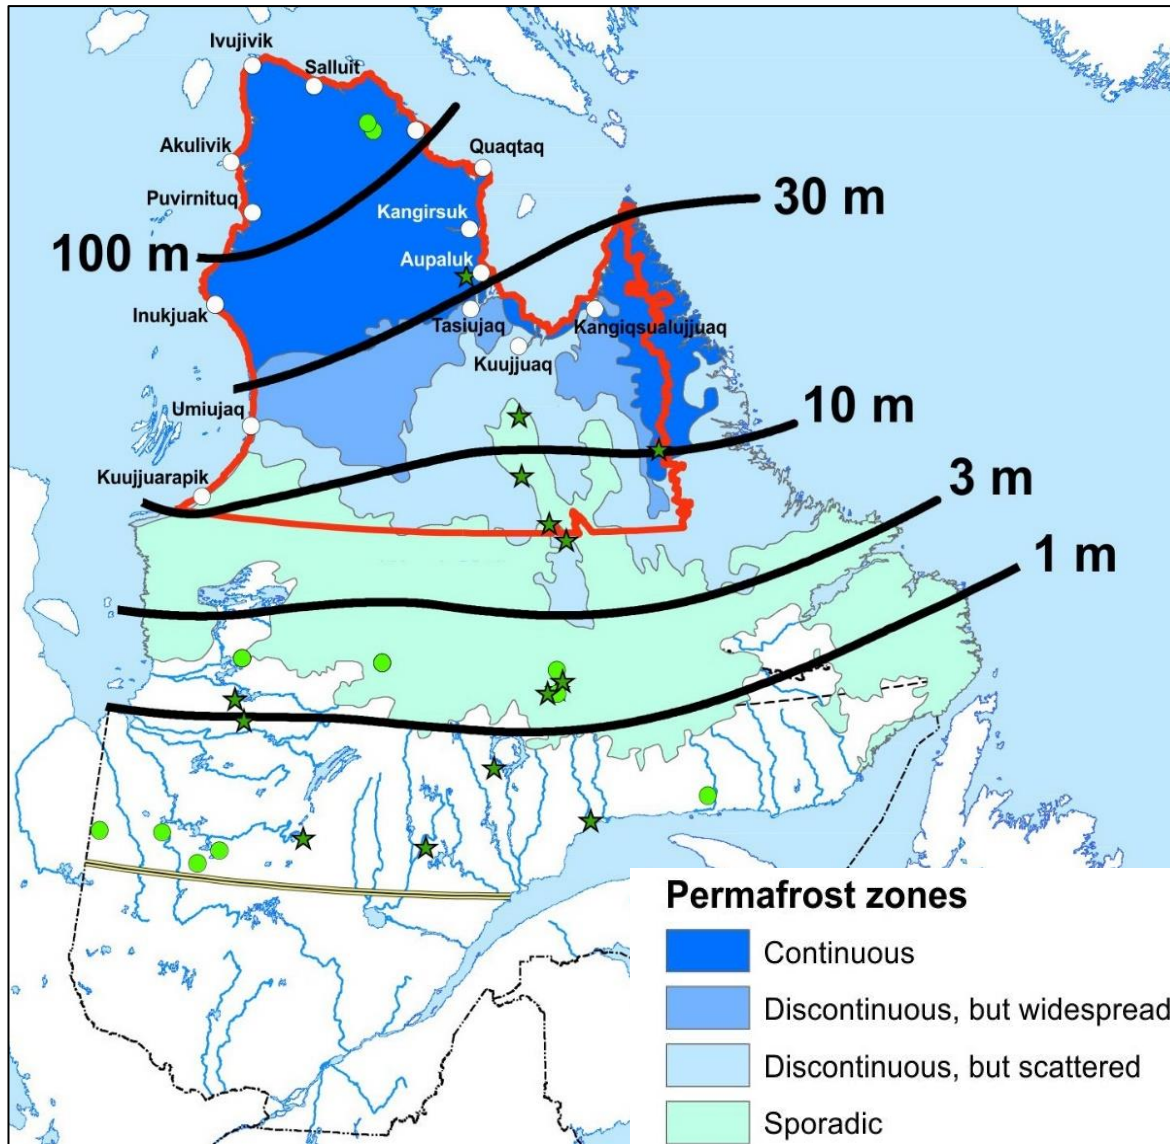 Ivujivik
Salluit
Akulivik
Quaqtaq
Puvirnituq
30 m
Kangirsuk
100 m
Aupaluk
Inukjuak
Tasiujaq
Kangiqsualujjuaq
Kuujjuaq
10 m
Umiujaq
Kuujjuarapik
3 m
1 m
Permafrost zones
Continuous
Discontinuous, but widespread
Discontinuous, but scattered
Sporadic